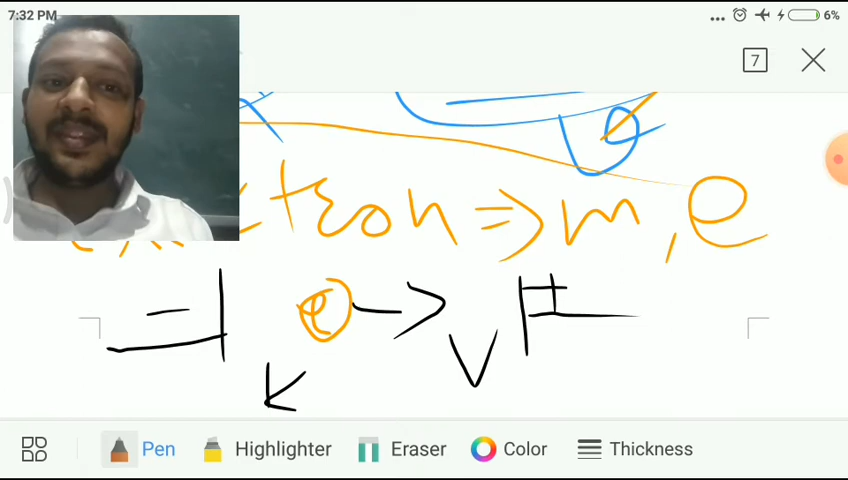 7:32 PM ... 6%
7
ctron ⇒ m, e
e → V
K
Pen Highlighter Eraser Color Thickness